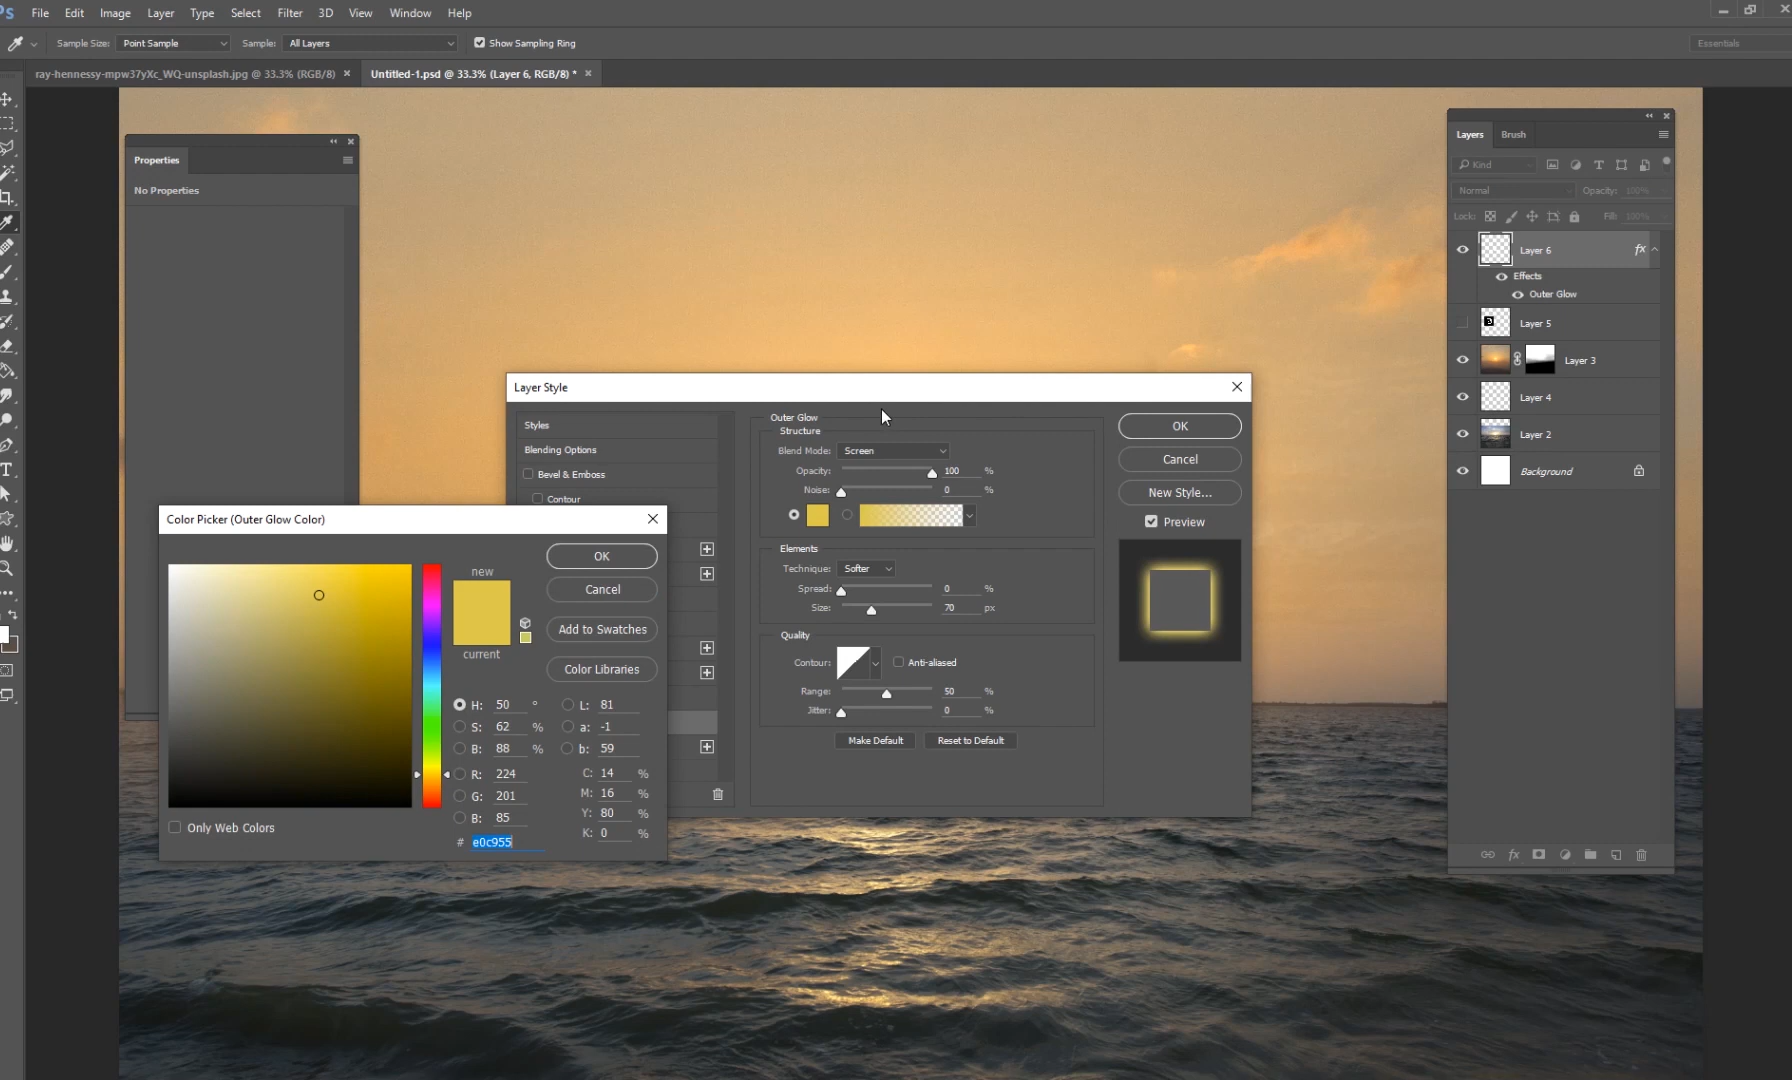 PS File Edit Image Layer Type Select Filter 3D View Window Help
Sample Size: Point Sample Sample: All Layers Show Sampling Ring Essentials
ray-hennessy-mpw37yXc_WQ-unsplash.jpg @ 33.3% (RGB/8) × Untitled-1.psd @ 33.3% (Layer 6, RGB/8) * ×
Properties
No Properties
Layers Brush
Kind
Normal Opacity: 100%
Lock: Fill: 100%
Layer 6 fx
Effects
Outer Glow
Layer 5
Layer 3
Layer 4
Layer 2
Background
fx
Layer Style
Styles
Blending Options
Bevel & Emboss
Contour
Outer Glow
Structure
Blend Mode: Screen
Opacity: 100 %
Noise: 0 %
Elements
Technique: Softer
Spread: 0 %
Size: 70 px
Quality
Contour: Anti-aliased
Range: 50 %
Jitter: 0 %
Make Default Reset to Default
OK
Cancel
New Style...
Preview
Color Picker (Outer Glow Color)
new
current
OK
Cancel
Add to Swatches
Color Libraries
H: 50 ° L: 81
S: 62 % a: -1
B: 88 % b: 59
R: 224 C: 14 %
G: 201 M: 16 %
B: 85 Y: 80 %
# e0c955 K: 0 %
Only Web Colors